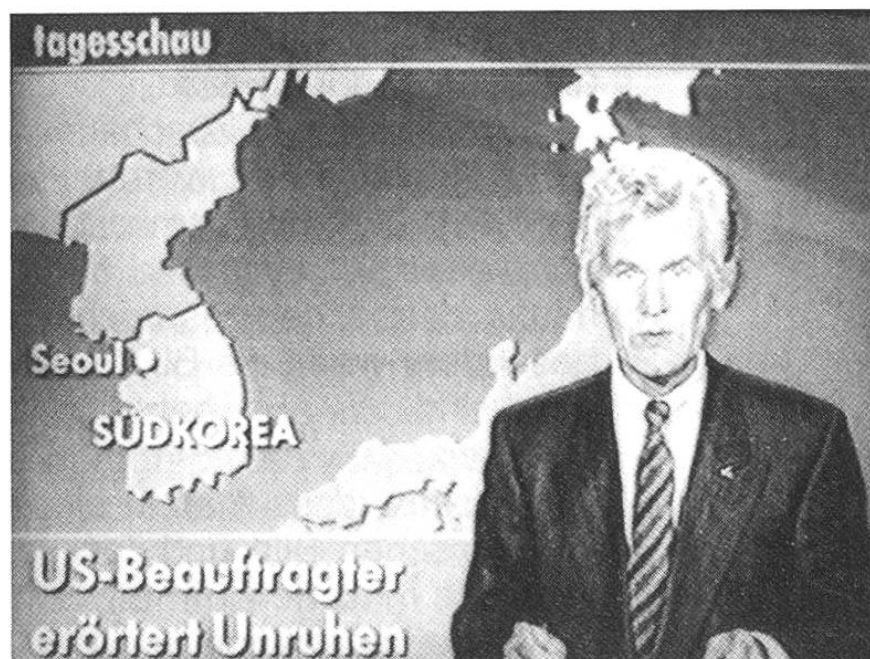 tagesschau
Seoul
SÜDKOREA
US-Beauftragter
erörtert Unruhen